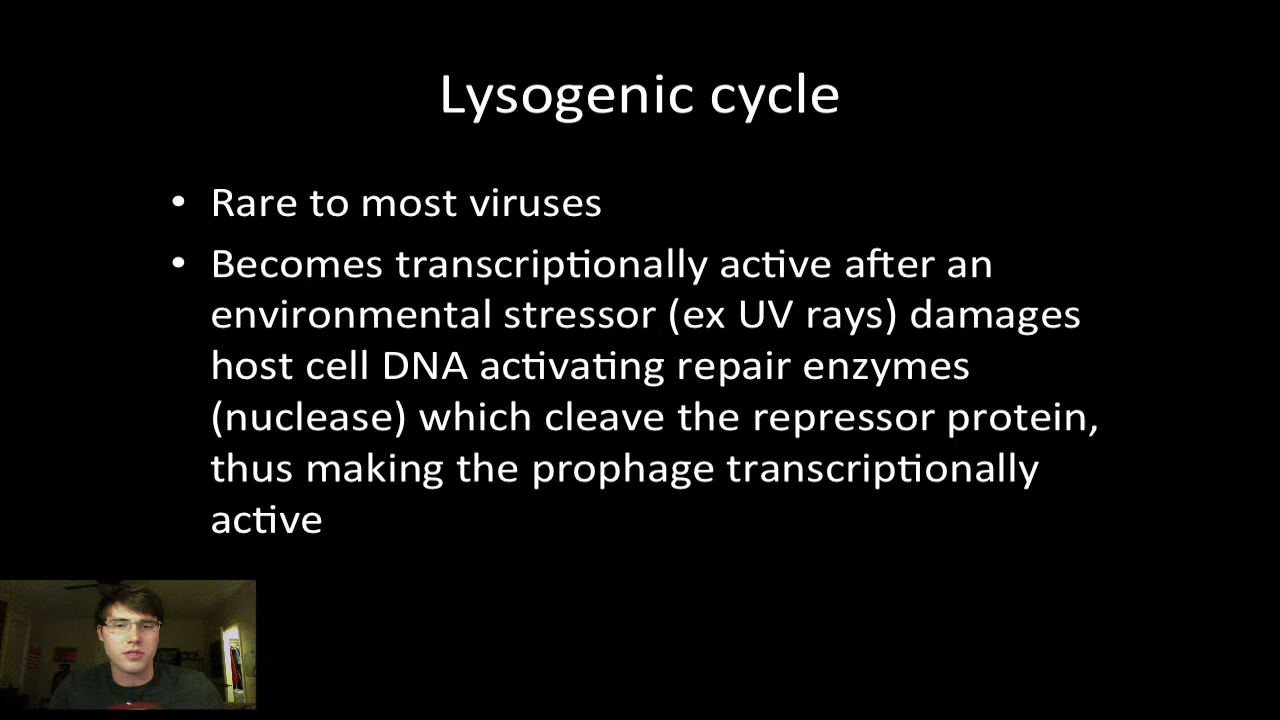 Lysogenic cycle
• Rare to most viruses
• Becomes transcriptionally active after an
environmental stressor (ex UV rays) damages
host cell DNA activating repair enzymes
(nuclease) which cleave the repressor protein,
thus making the prophage transcriptionally
active